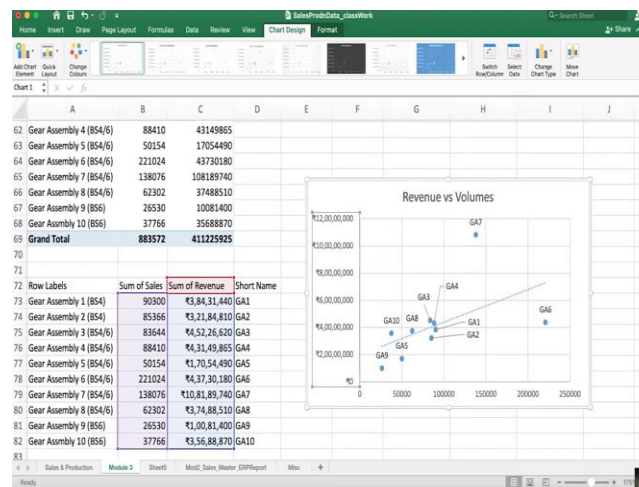 SalesProdnData_classWork
Search Sheet
Home Insert Draw Page Layout Formulas Data Review View Chart Design Format
Share
Add Chart Element
Quick Layout
Change Colours
Switch Row/Column
Select Data
Change Chart Type
Move Chart
Chart 1
fx
A B C D E F G H I J
62 Gear Assembly 4 (BS4/6) 88410 43149865
63 Gear Assembly 5 (BS4/6) 50154 17054490
64 Gear Assembly 6 (BS4/6) 221024 43730180
65 Gear Assembly 7 (BS4/6) 138076 108189740
66 Gear Assembly 8 (BS4/6) 62302 37488510
67 Gear Assembly 9 (BS6) 26530 10081400
68 Gear Assmbly 10 (BS6) 37766 35688870
69 Grand Total 883572 411225925
70
71
72 Row Labels Sum of Sales Sum of Revenue Short Name
73 Gear Assembly 1 (BS4) 90300 ₹3,84,31,440 GA1
74 Gear Assembly 2 (BS4) 85366 ₹3,21,84,810 GA2
75 Gear Assembly 3 (BS4/6) 83644 ₹4,52,26,620 GA3
76 Gear Assembly 4 (BS4/6) 88410 ₹4,31,49,865 GA4
77 Gear Assembly 5 (BS4/6) 50154 ₹1,70,54,490 GA5
78 Gear Assembly 6 (BS4/6) 221024 ₹4,37,30,180 GA6
79 Gear Assembly 7 (BS4/6) 138076 ₹10,81,89,740 GA7
80 Gear Assembly 8 (BS4/6) 62302 ₹3,74,88,510 GA8
81 Gear Assembly 9 (BS6) 26530 ₹1,00,81,400 GA9
82 Gear Assmbly 10 (BS6) 37766 ₹3,56,88,870 GA10
83
Revenue vs Volumes
₹12,00,00,000
₹10,00,00,000
₹8,00,00,000
₹6,00,00,000
₹4,00,00,000
₹2,00,00,000
₹0
GA7
GA4
GA3
GA6
GA10 GA8
GA1
GA2
GA5
GA9
0 50000 100000 150000 200000 250000
Sales & Production Module 3 Sheet5 Mod2_Sales_Master_ERPReport Misc +
Ready